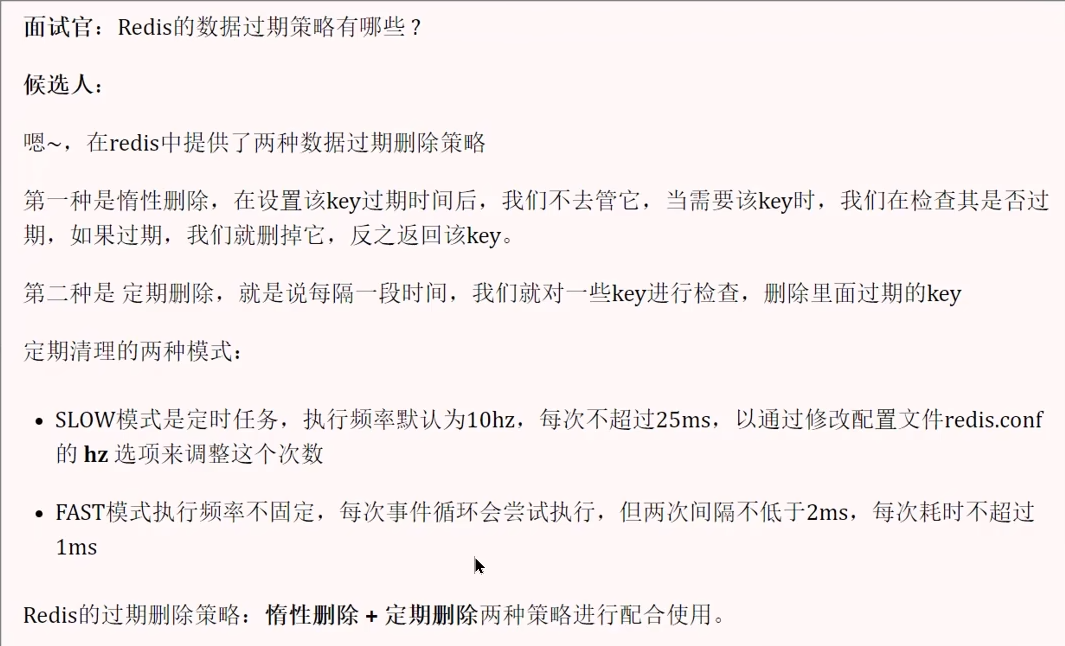 面试官：Redis的数据过期策略有哪些 ?
候选人：
嗯~，在redis中提供了两种数据过期删除策略
第一种是惰性删除，在设置该key过期时间后，我们不去管它，当需要该key时，我们在检查其是否过
期，如果过期，我们就删掉它，反之返回该key。
第二种是 定期删除，就是说每隔一段时间，我们就对一些key进行检查，删除里面过期的key
定期清理的两种模式：
• SLOW模式是定时任务，执行频率默认为10hz，每次不超过25ms，以通过修改配置文件redis.conf
的 hz 选项来调整这个次数
• FAST模式执行频率不固定，每次事件循环会尝试执行，但两次间隔不低于2ms，每次耗时不超过
1ms
Redis的过期删除策略：惰性删除 + 定期删除两种策略进行配合使用。